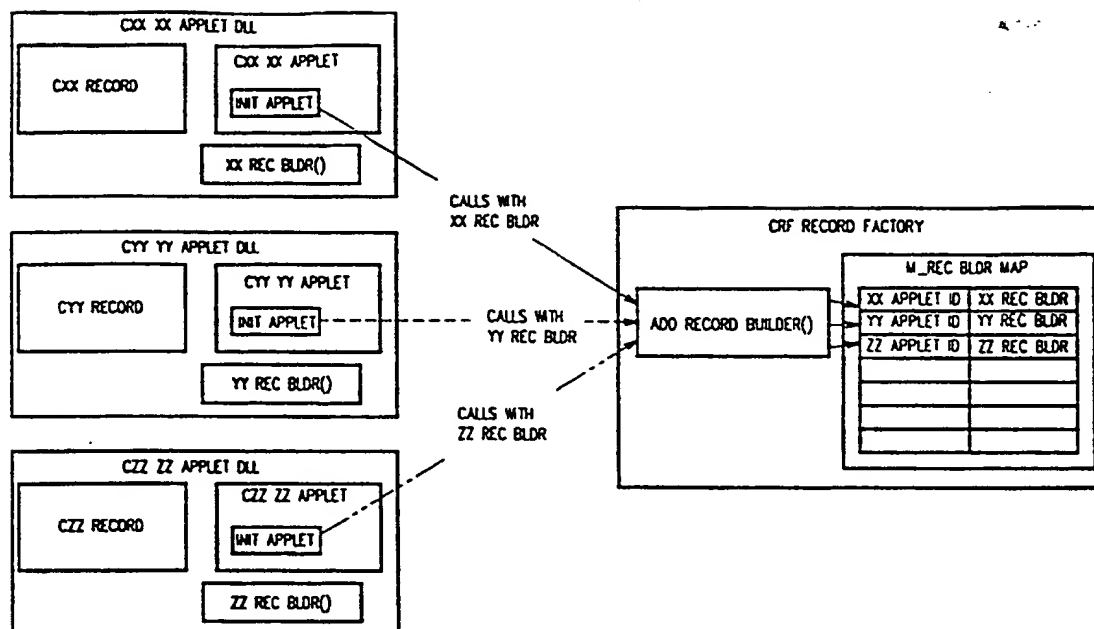 CXX XX APPLET DLL
CXX RECORD
CXX XX APPLET
INIT APPLET
XX REC BLDR()
CALLS WITH
XX REC BLDR
CYY YY APPLET DLL
CYY RECORD
CYY YY APPLET
INIT APPLET
YY REC BLDR()
CALLS WITH
YY REC BLDR
CZZ ZZ APPLET DLL
CZZ RECORD
CZZ ZZ APPLET
INIT APPLET
ZZ REC BLDR()
CALLS WITH
ZZ REC BLDR
CRF RECORD FACTORY
ADD RECORD BUILDER()
M_REC BLDR MAP
XX APPLET ID XX REC BLDR
YY APPLET ID YY REC BLDR
ZZ APPLET ID ZZ REC BLDR